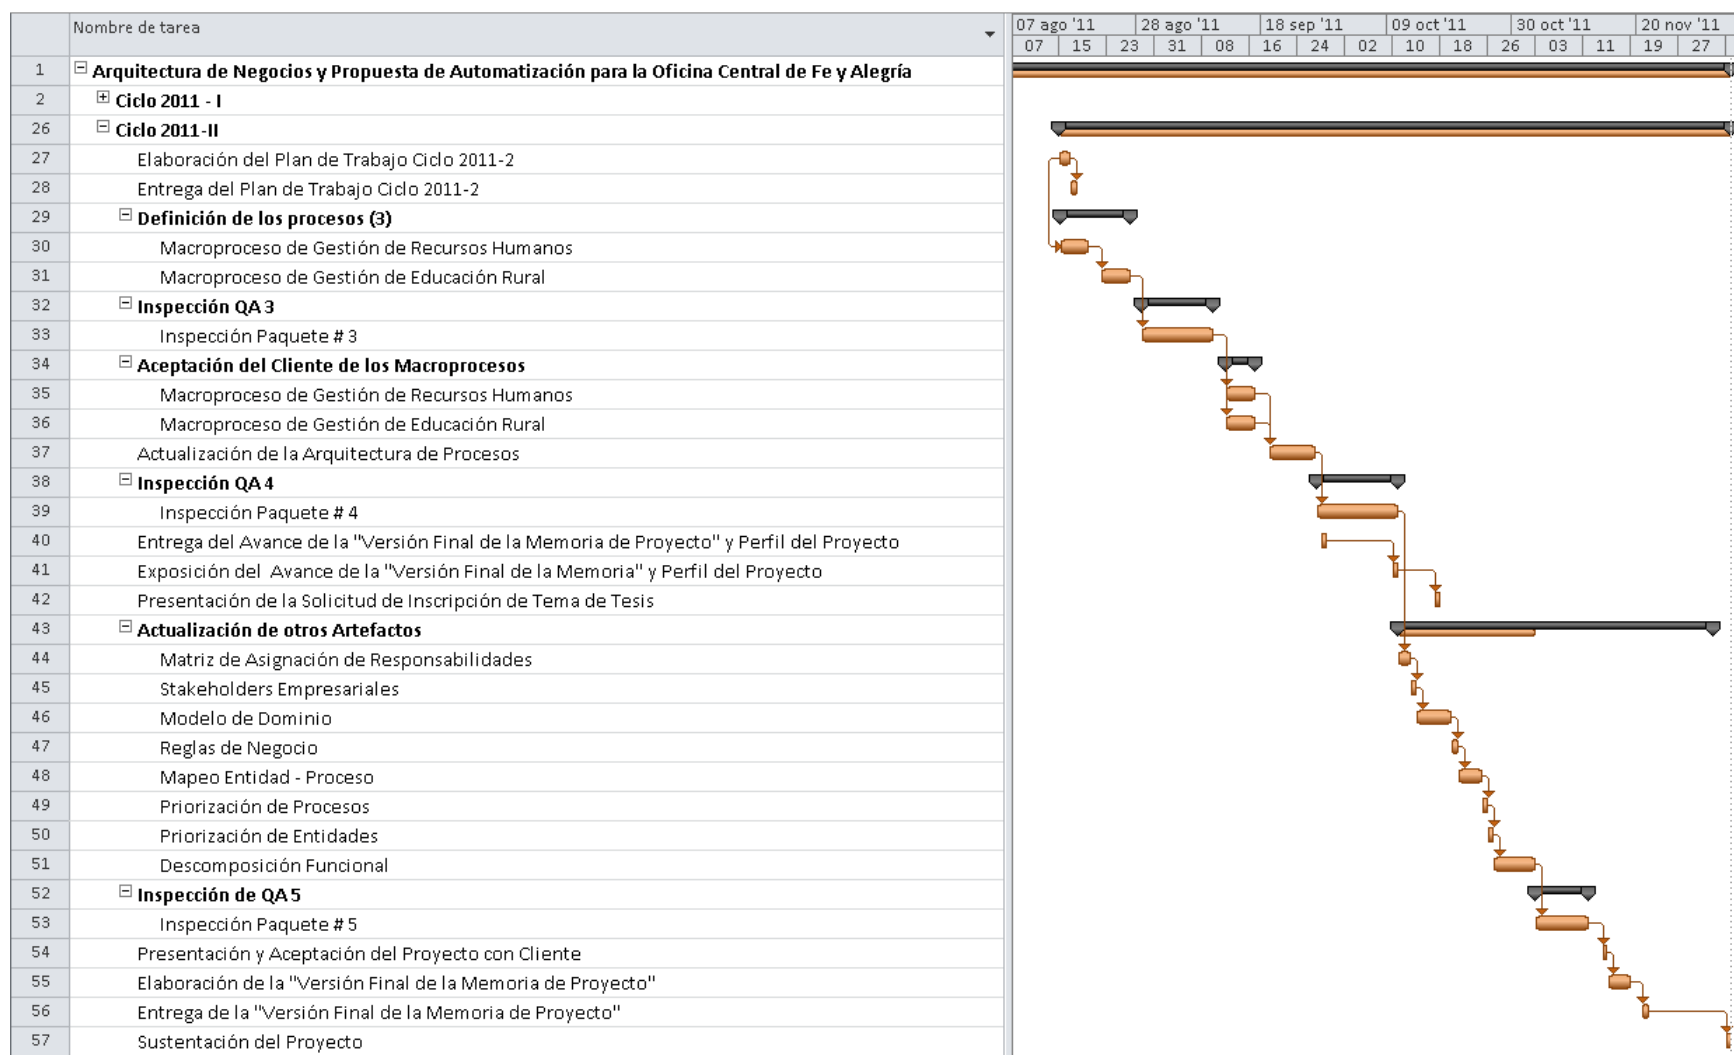 Nombre de tarea
07 ago '11 28 ago '11 18 sep '11 09 oct '11 30 oct '11 20 nov '11
07 15 23 31 08 16 24 02 10 18 26 03 11 19 27
1 Arquitectura de Negocios y Propuesta de Automatización para la Oficina Central de Fe y Alegría
2 Ciclo 2011 - I
26 Ciclo 2011-II
27 Elaboración del Plan de Trabajo Ciclo 2011-2
28 Entrega del Plan de Trabajo Ciclo 2011-2
29 Definición de los procesos (3)
30 Macroproceso de Gestión de Recursos Humanos
31 Macroproceso de Gestión de Educación Rural
32 Inspección QA 3
33 Inspección Paquete # 3
34 Aceptación del Cliente de los Macroprocesos
35 Macroproceso de Gestión de Recursos Humanos
36 Macroproceso de Gestión de Educación Rural
37 Actualización de la Arquitectura de Procesos
38 Inspección QA 4
39 Inspección Paquete # 4
40 Entrega del Avance de la "Versión Final de la Memoria de Proyecto" y Perfil del Proyecto
41 Exposición del Avance de la "Versión Final de la Memoria" y Perfil del Proyecto
42 Presentación de la Solicitud de Inscripción de Tema de Tesis
43 Actualización de otros Artefactos
44 Matriz de Asignación de Responsabilidades
45 Stakeholders Empresariales
46 Modelo de Dominio
47 Reglas de Negocio
48 Mapeo Entidad - Proceso
49 Priorización de Procesos
50 Priorización de Entidades
51 Descomposición Funcional
52 Inspección de QA 5
53 Inspección Paquete # 5
54 Presentación y Aceptación del Proyecto con Cliente
55 Elaboración de la "Versión Final de la Memoria de Proyecto"
56 Entrega de la "Versión Final de la Memoria de Proyecto"
57 Sustentación del Proyecto